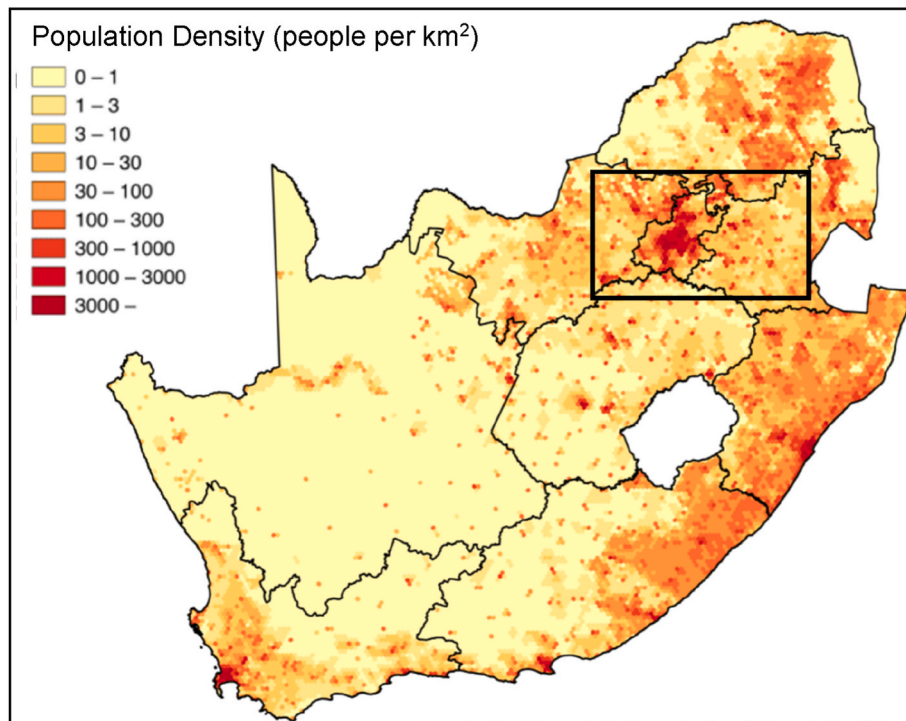 Population Density (people per km²)
0 – 1
1 – 3
3 – 10
10 – 30
30 – 100
100 – 300
300 – 1000
1000 – 3000
3000 -